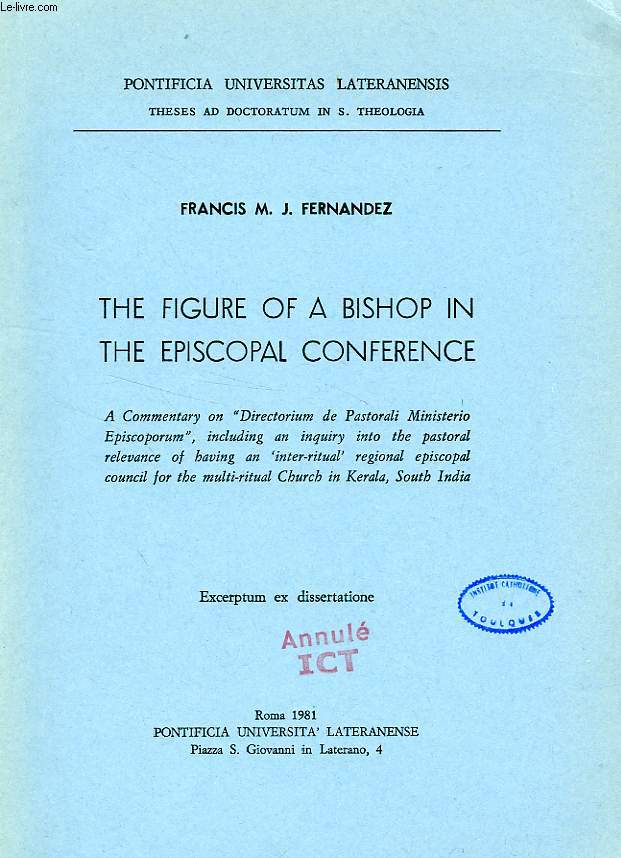 Le-livre.com
PONTIFICIA UNIVERSITAS LATERANENSIS
THESES AD DOCTORATUM IN S. THEOLOGIA
FRANCIS M. J. FERNANDEZ
THE FIGURE OF A BISHOP IN
THE EPISCOPAL CONFERENCE
A Commentary on "Directorium de Pastorali Ministerio
Episcoporum", including an inquiry into the pastoral
relevance of having an 'inter-ritual' regional episcopal
council for the multi-ritual Church in Kerala, South India
Excerptum ex dissertatione
INSTITUT CATHOLIQUE
de
TOULOUSE
Annulé
ICT
Roma 1981
PONTIFICIA UNIVERSITA' LATERANENSE
Piazza S. Giovanni in Laterano, 4